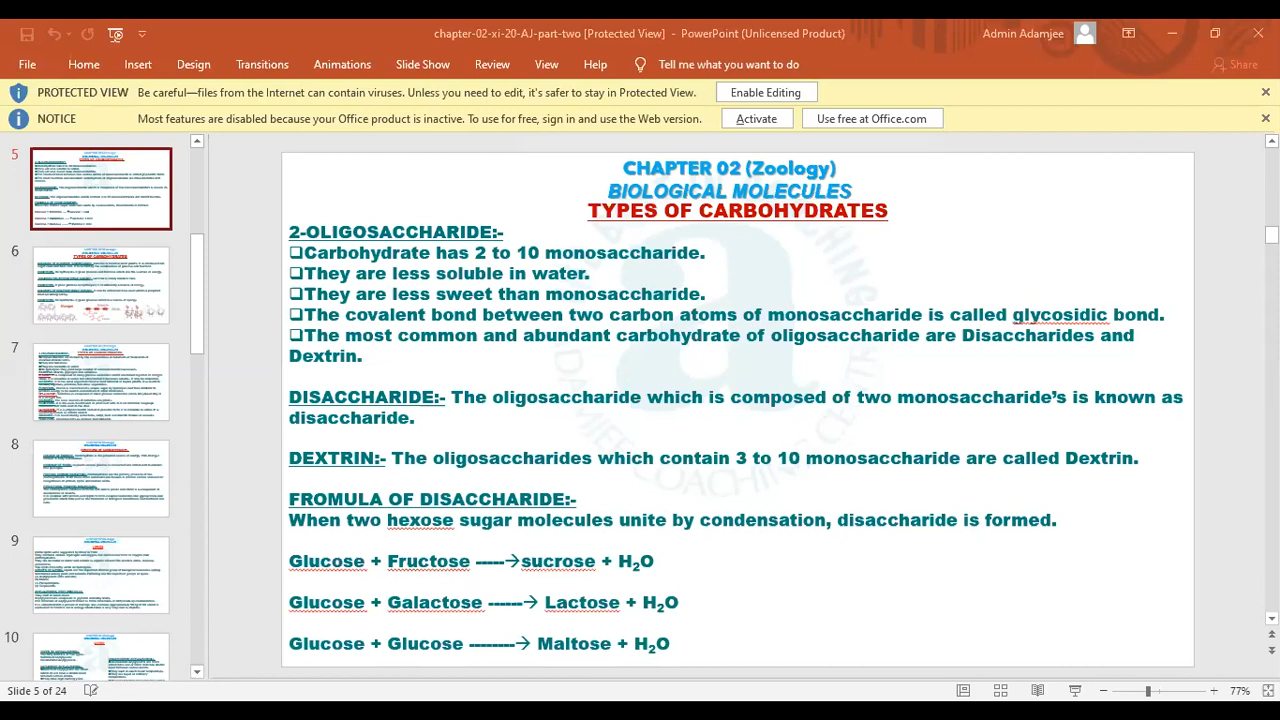 chapter-02-xi-20-AJ-part-two [Protected View] - PowerPoint (Unlicensed Product)
Admin Adamjee
File Home Insert Design Transitions Animations Slide Show Review View Help Tell me what you want to do Share
PROTECTED VIEW Be careful—files from the Internet can contain viruses. Unless you need to edit, it's safer to stay in Protected View. Enable Editing
NOTICE Most features are disabled because your Office product is inactive. To use for free, sign in and use the Web version. Activate Use free at Office.com
5
6
7
8
9
10
CHAPTER 02 (Zoology)
BIOLOGICAL MOLECULES
TYPES OF CARBOHYDRATES
2-OLIGOSACCHARIDE:-
❑Carbohydrate has 2 to 10 monosaccharide.
❑They are less soluble in water.
❑They are less sweet than monosaccharide.
❑The covalent bond between two carbon atoms of monosaccharide is called glycosidic bond.
❑The most common and abundant carbohydrate of oligosaccharide are Disaccharides and
Dextrin.
DISACCHARIDE:- The oligosaccharide which is composed of two monosaccharide's is known as
disaccharide.
DEXTRIN:- The oligosaccharides which contain 3 to 10 monosaccharide are called Dextrin.
FROMULA OF DISACCHARIDE:-
When two hexose sugar molecules unite by condensation, disaccharide is formed.
Glucose + Fructose -----→sucrose + H₂O
Glucose + Galactose ------→ Lactose + H₂O
Glucose + Glucose --------→ Maltose + H₂O
Slide 5 of 24
77%